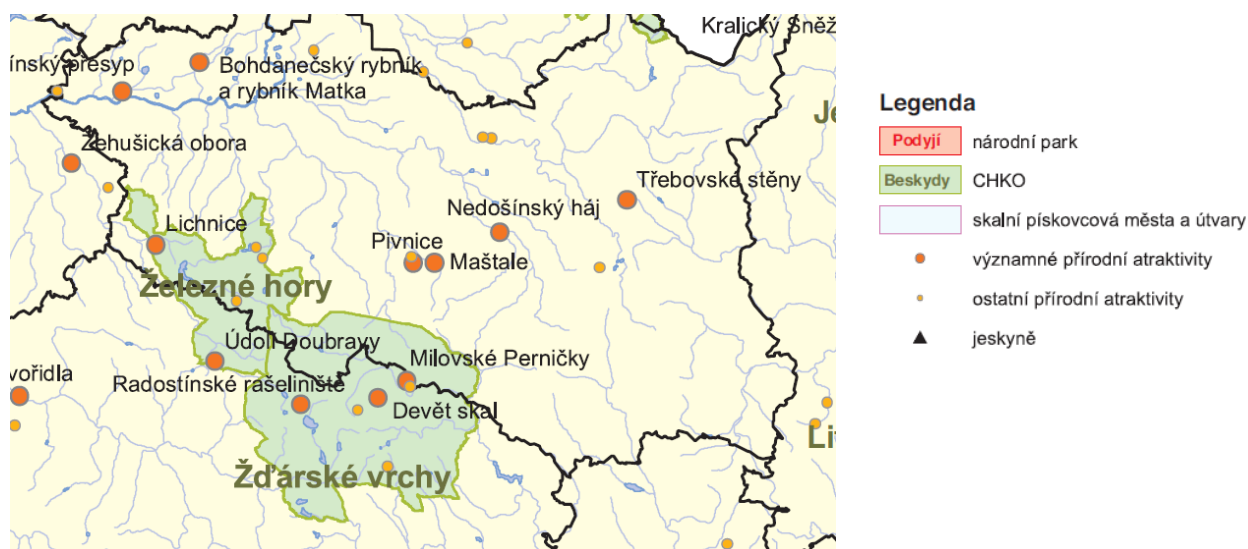 Kralický Sněž
ínský přesyp
Bohdanečský rybník
a rybník Matka
Je
Žehušická obora
Třebovské stěny
Nedošínský háj
Lichnice
Pivnice
Maštale
Železné hory
Údolí Doubravy
Milovské Perničky
vořidla
Radostínské rašeliniště
Devět skal
Lit
Žďárské vrchy
Legenda
Podyjí národní park
Beskydy CHKO
skalní pískovcová města a útvary
významné přírodní atraktivity
ostatní přírodní atraktivity
jeskyně